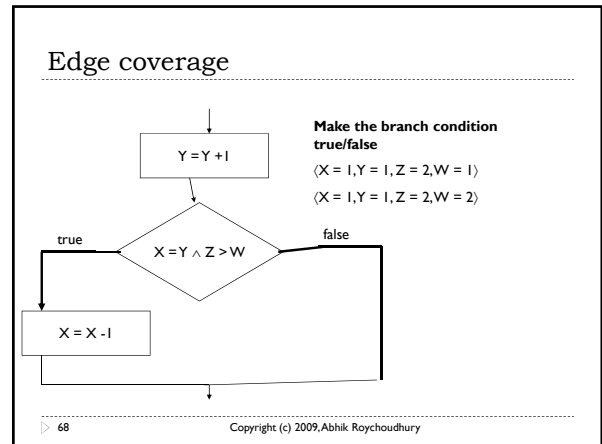 Edge coverage
Y = Y +1
X = Y ∧ Z > W
true
false
X = X -1
Make the branch condition
true/false
⟨X = 1, Y = 1, Z = 2, W = 1⟩
⟨X = 1, Y = 1, Z = 2, W = 2⟩
68
Copyright (c) 2009, Abhik Roychoudhury